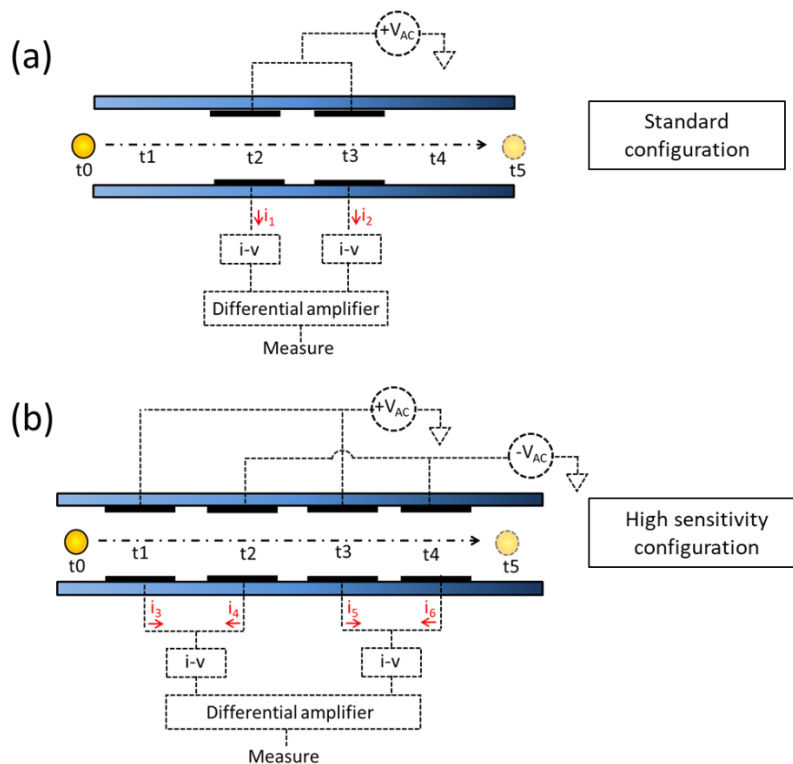 (a)
+VAC
t0
t1
t2
t3
t4
t5
Standard
configuration
i1
i2
i-v
i-v
Differential amplifier
Measure
(b)
+VAC
-VAC
t0
t1
t2
t3
t4
t5
High sensitivity
configuration
i3
i4
i5
i6
i-v
i-v
Differential amplifier
Measure